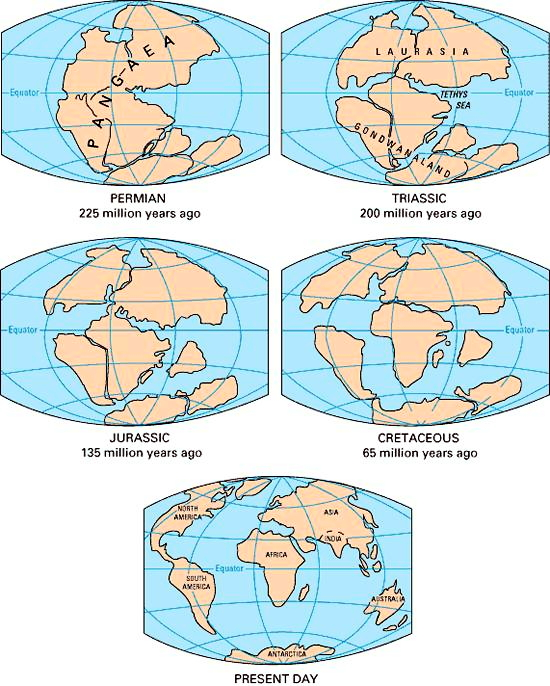 PANGAEA
Equator
PERMIAN
225 million years ago
LAURASIA
TETHYS
SEA
Equator
GONDWANALAND
TRIASSIC
200 million years ago
Equator
JURASSIC
135 million years ago
Equator
CRETACEOUS
65 million years ago
NORTH
AMERICA
ASIA
INDIA
AFRICA
Equator
SOUTH
AMERICA
AUSTRALIA
ANTARCTICA
PRESENT DAY